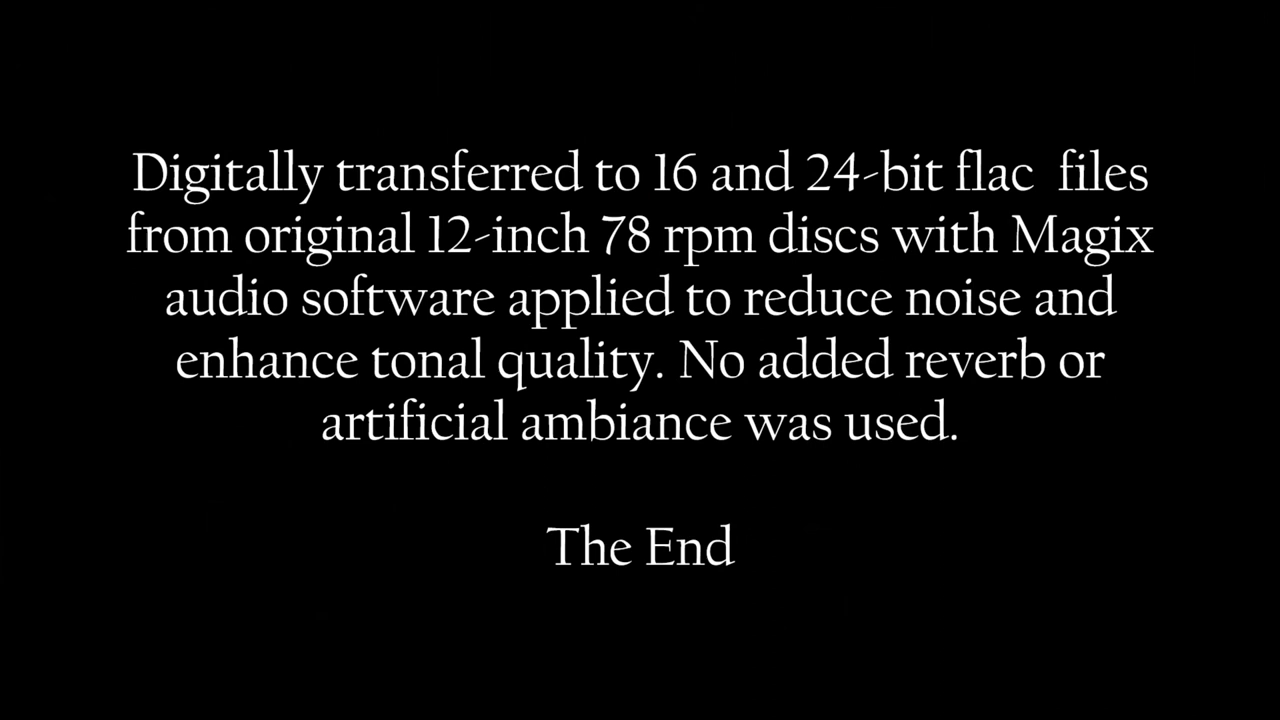 Digitally transferred to 16 and 24-bit flac  files
from original 12-inch 78 rpm discs with Magix
audio software applied to reduce noise and
enhance tonal quality. No added reverb or
artificial ambiance was used.
The End